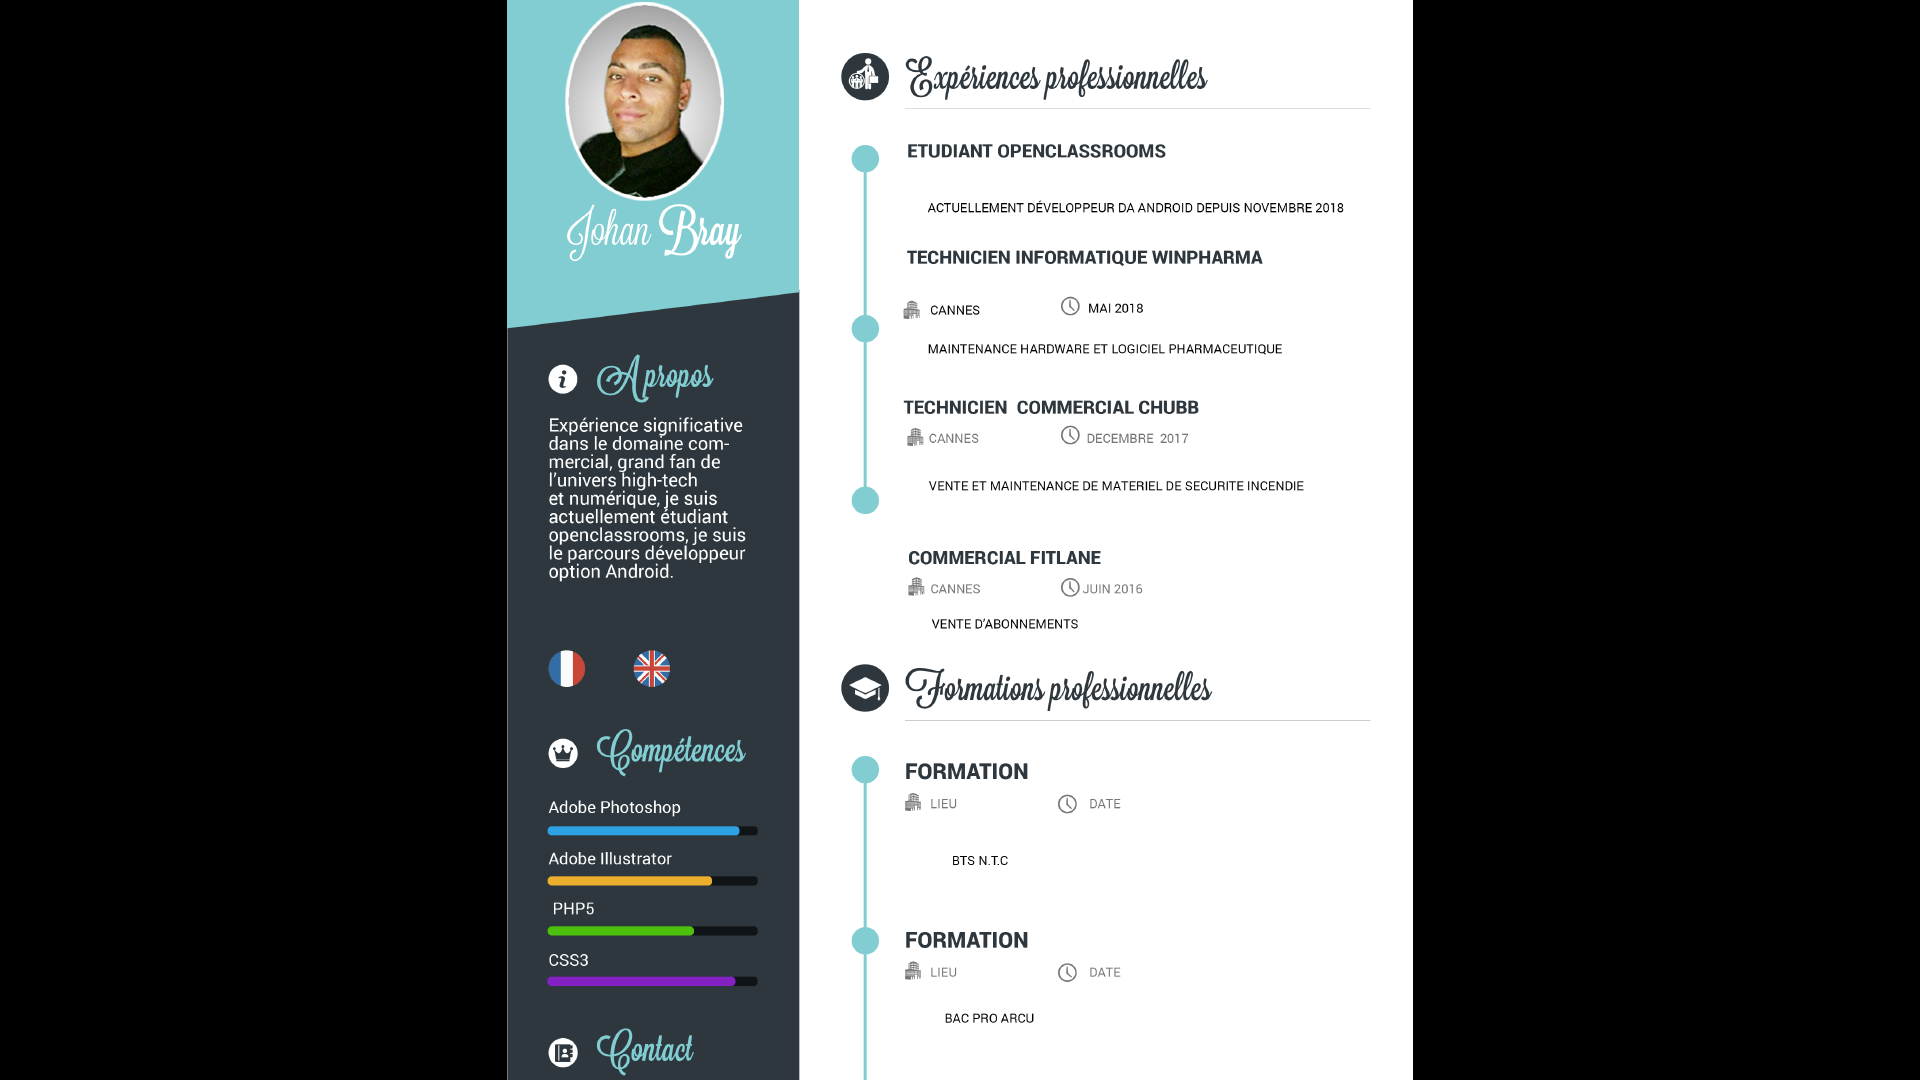 Johan Bray
A propos
Expérience significative
dans le domaine com-
mercial, grand fan de
l'univers high-tech
et numérique, je suis
actuellement étudiant
openclassrooms, je suis
le parcours développeur
option Android.
Compétences
Adobe Photoshop
Adobe Illustrator
PHP5
CSS3
Contact
Expériences professionnelles
ETUDIANT OPENCLASSROOMS
ACTUELLEMENT DÉVELOPPEUR DA ANDROID DEPUIS NOVEMBRE 2018
TECHNICIEN INFORMATIQUE WINPHARMA
CANNES MAI 2018
MAINTENANCE HARDWARE ET LOGICIEL PHARMACEUTIQUE
TECHNICIEN  COMMERCIAL CHUBB
CANNES DECEMBRE  2017
VENTE ET MAINTENANCE DE MATERIEL DE SECURITE INCENDIE
COMMERCIAL FITLANE
CANNES JUIN 2016
VENTE D'ABONNEMENTS
Formations professionnelles
FORMATION
LIEU DATE
BTS N.T.C
FORMATION
LIEU DATE
BAC PRO ARCU